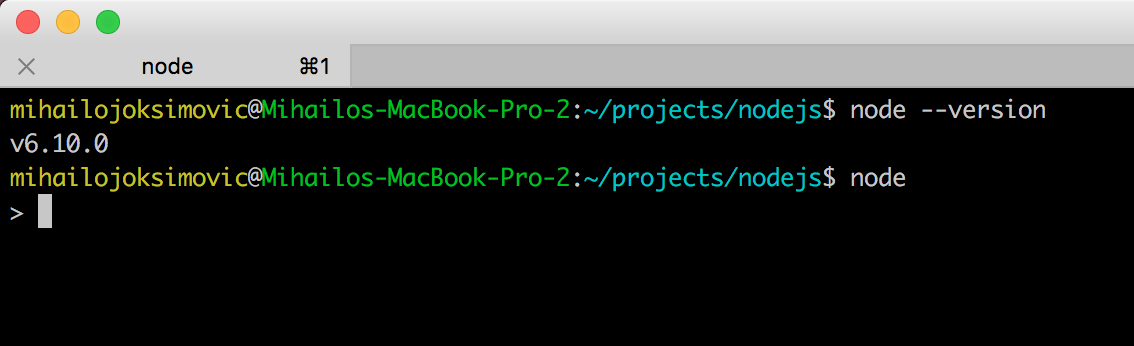 node ⌘1
mihailojoksimovic@Mihailos-MacBook-Pro-2:~/projects/nodejs$ node --version
v6.10.0
mihailojoksimovic@Mihailos-MacBook-Pro-2:~/projects/nodejs$ node
>